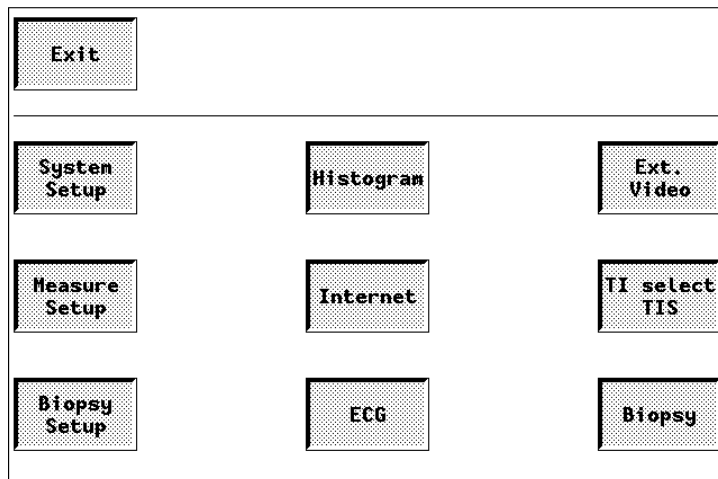 Exit
System
Setup
Histogram
Ext.
Video
Measure
Setup
Internet
TI select
TIS
Biopsy
Setup
ECG
Biopsy